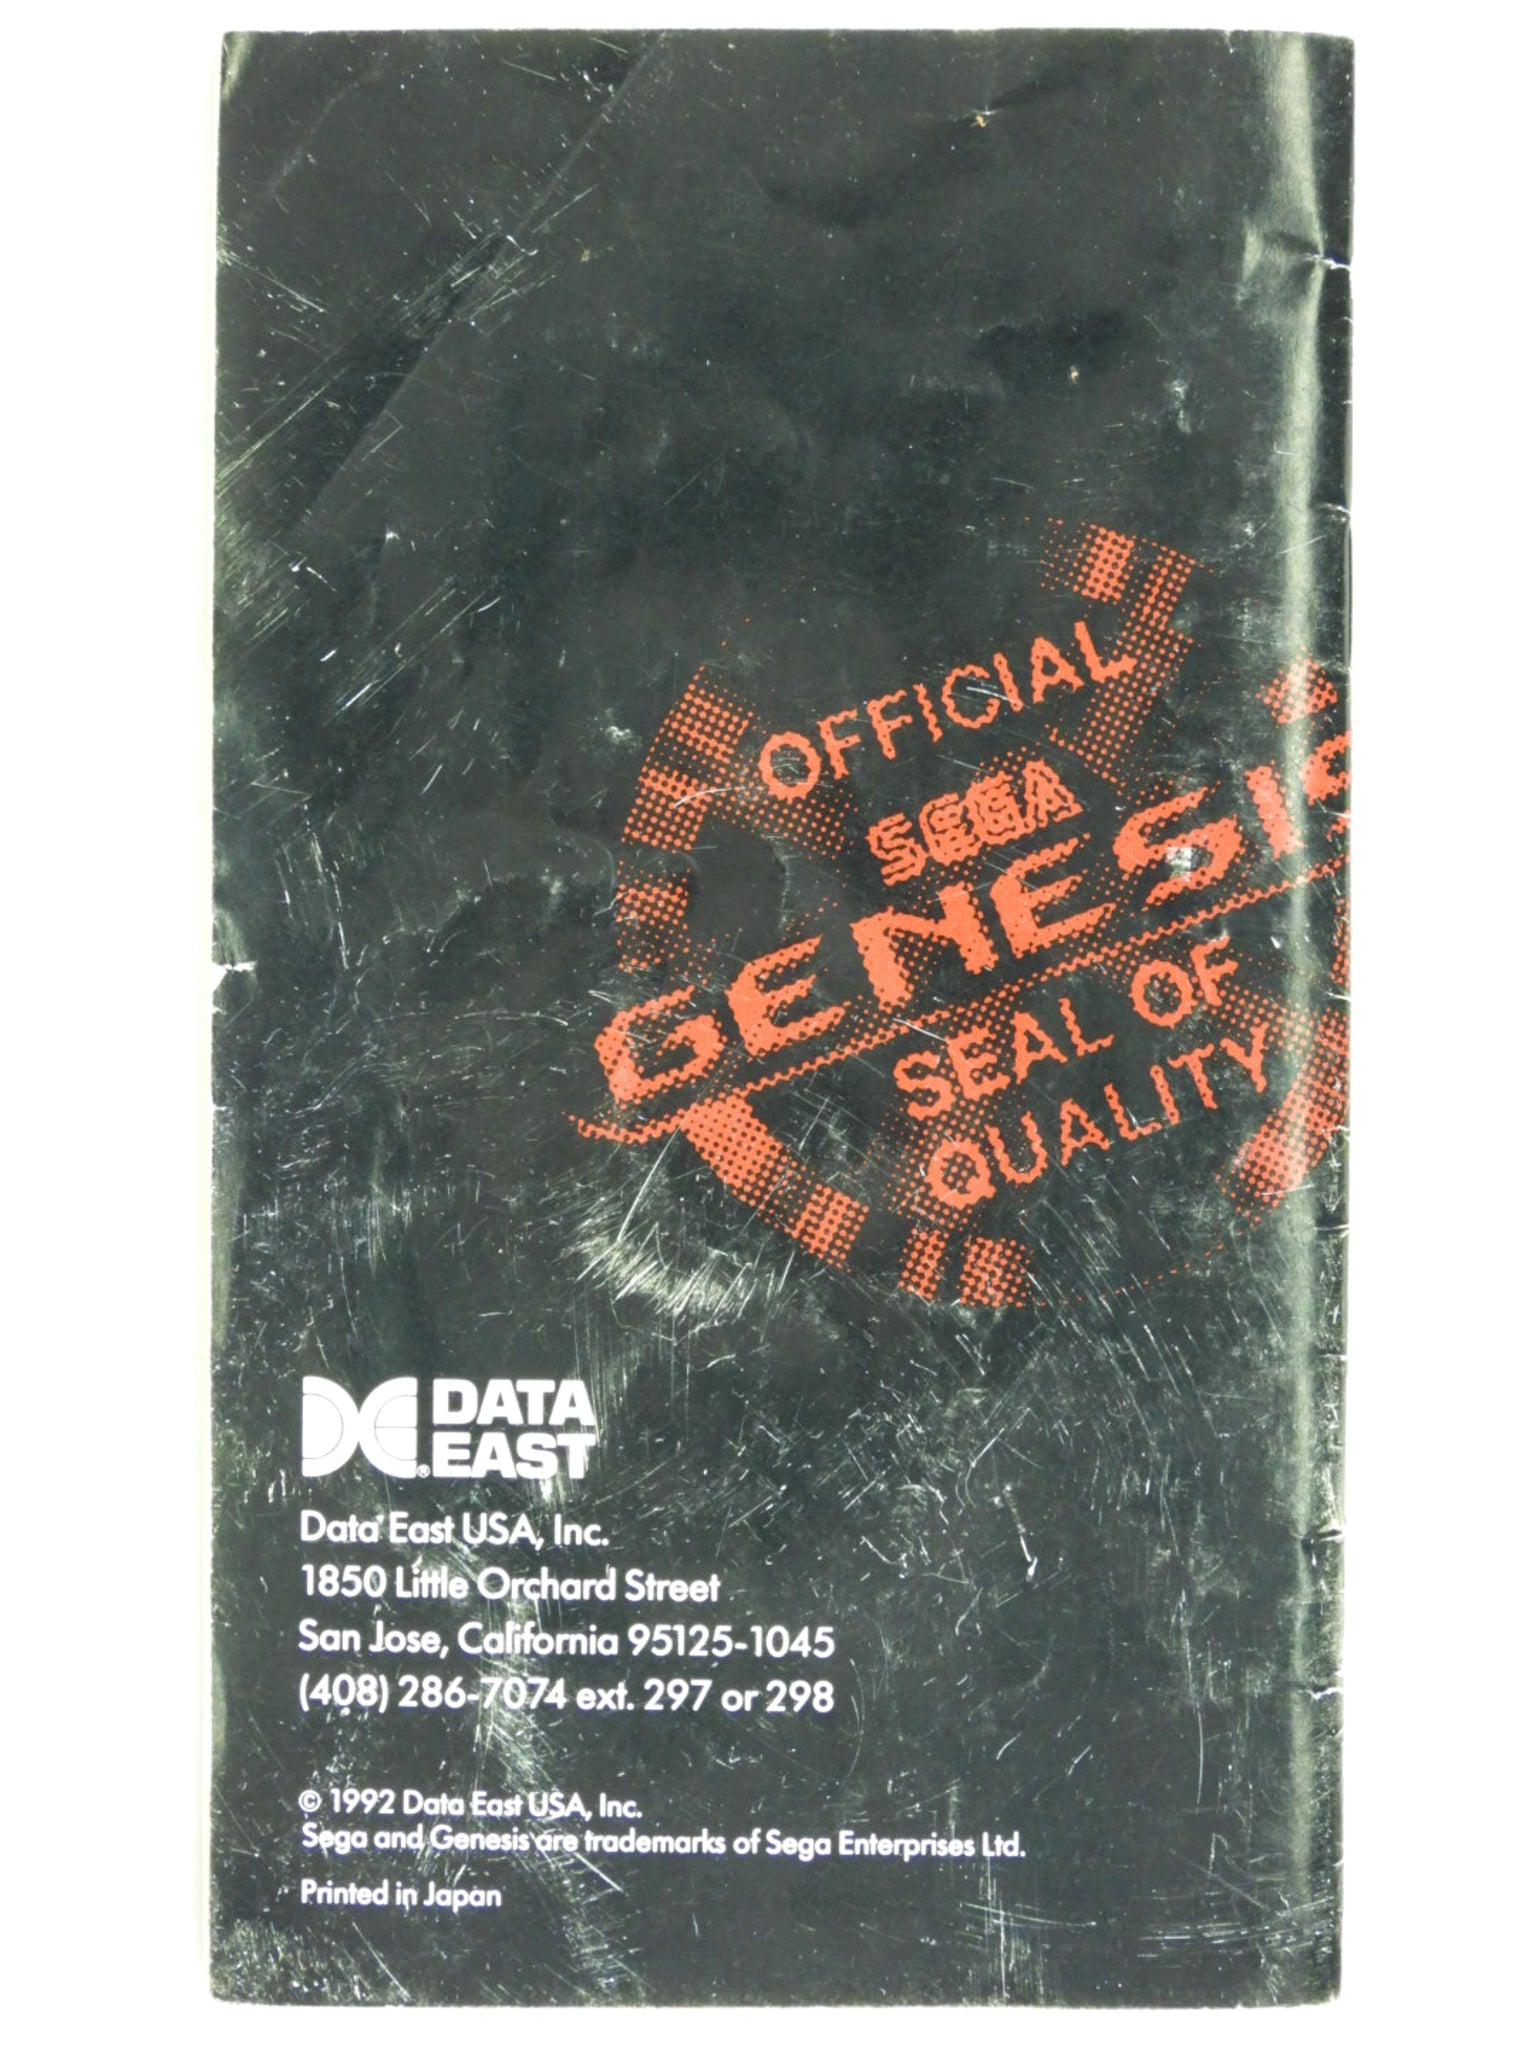 OFFICIAL
SEGA
GENESIS
SEAL OF
QUALITY
DATA
EAST®
Data East USA, Inc.
1850 Little Orchard Street
San Jose, California 95125-1045
(408) 286-7074 ext. 297 or 298
© 1992 Data East USA, Inc.
Sega and Genesis are trademarks of Sega Enterprises Ltd.
Printed in Japan